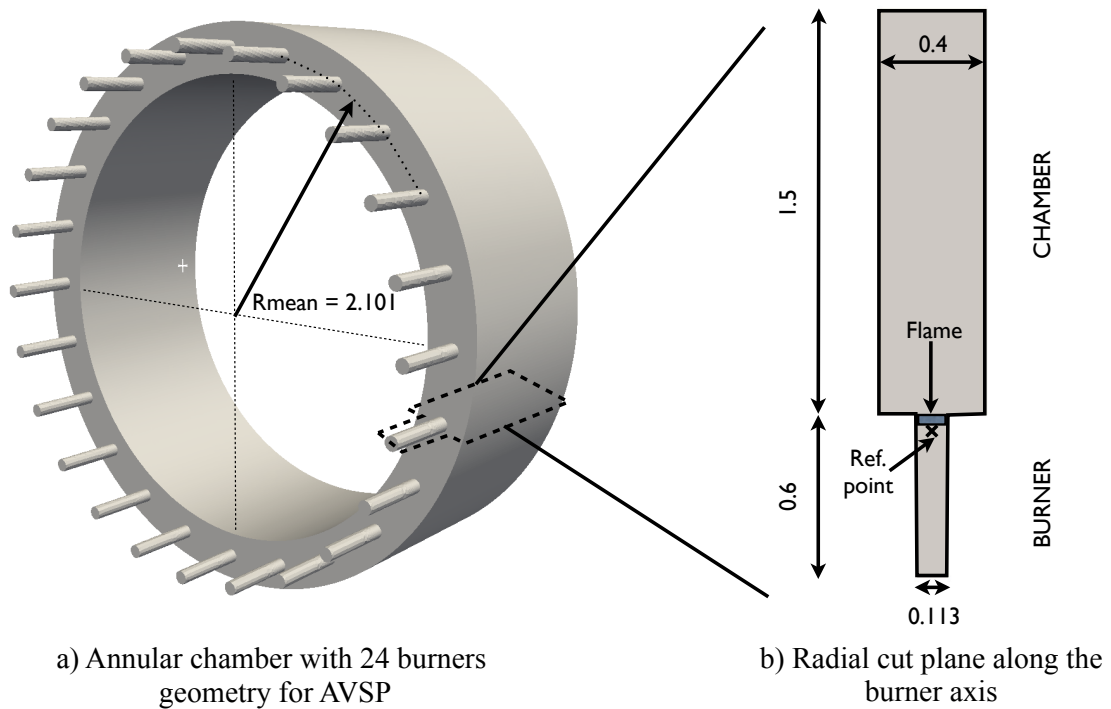 Rmean = 2.101
0.4
1.5
CHAMBER
Flame
Ref.
point
0.6
BURNER
0.113
a) Annular chamber with 24 burners
geometry for AVSP
b) Radial cut plane along the
burner axis